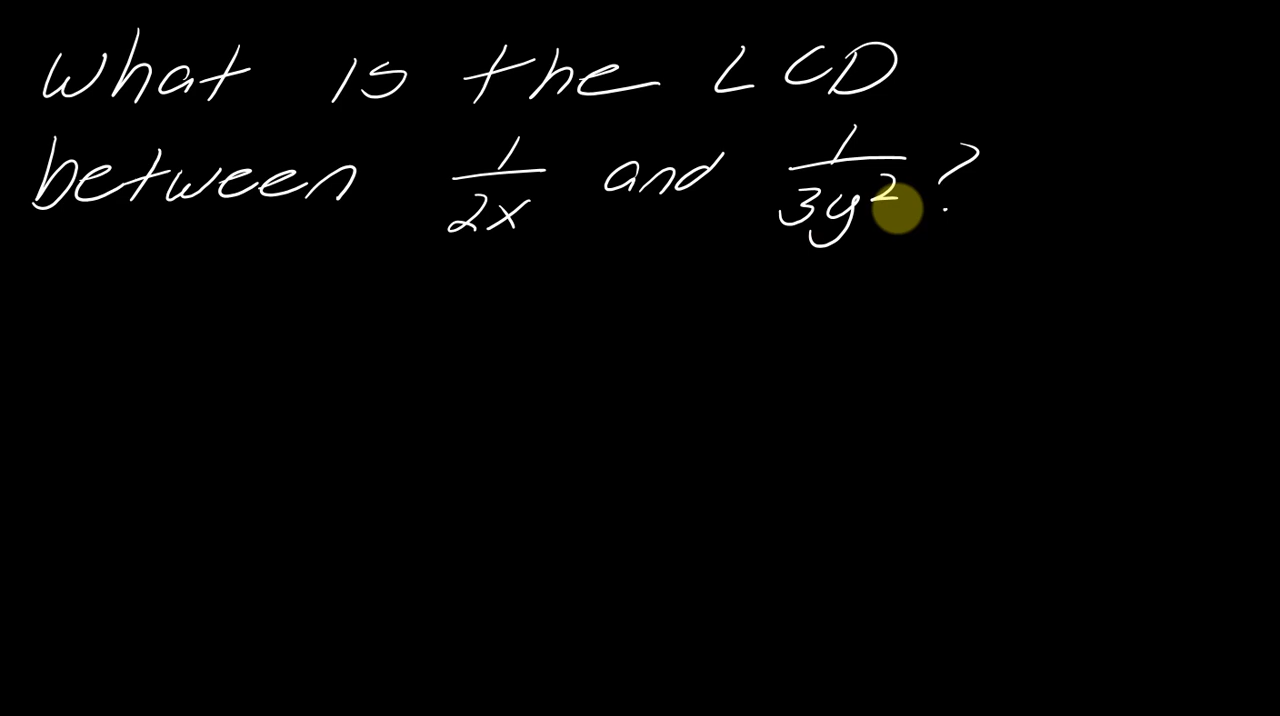 What is the LCD
between 1/2x and 1/3y² ?